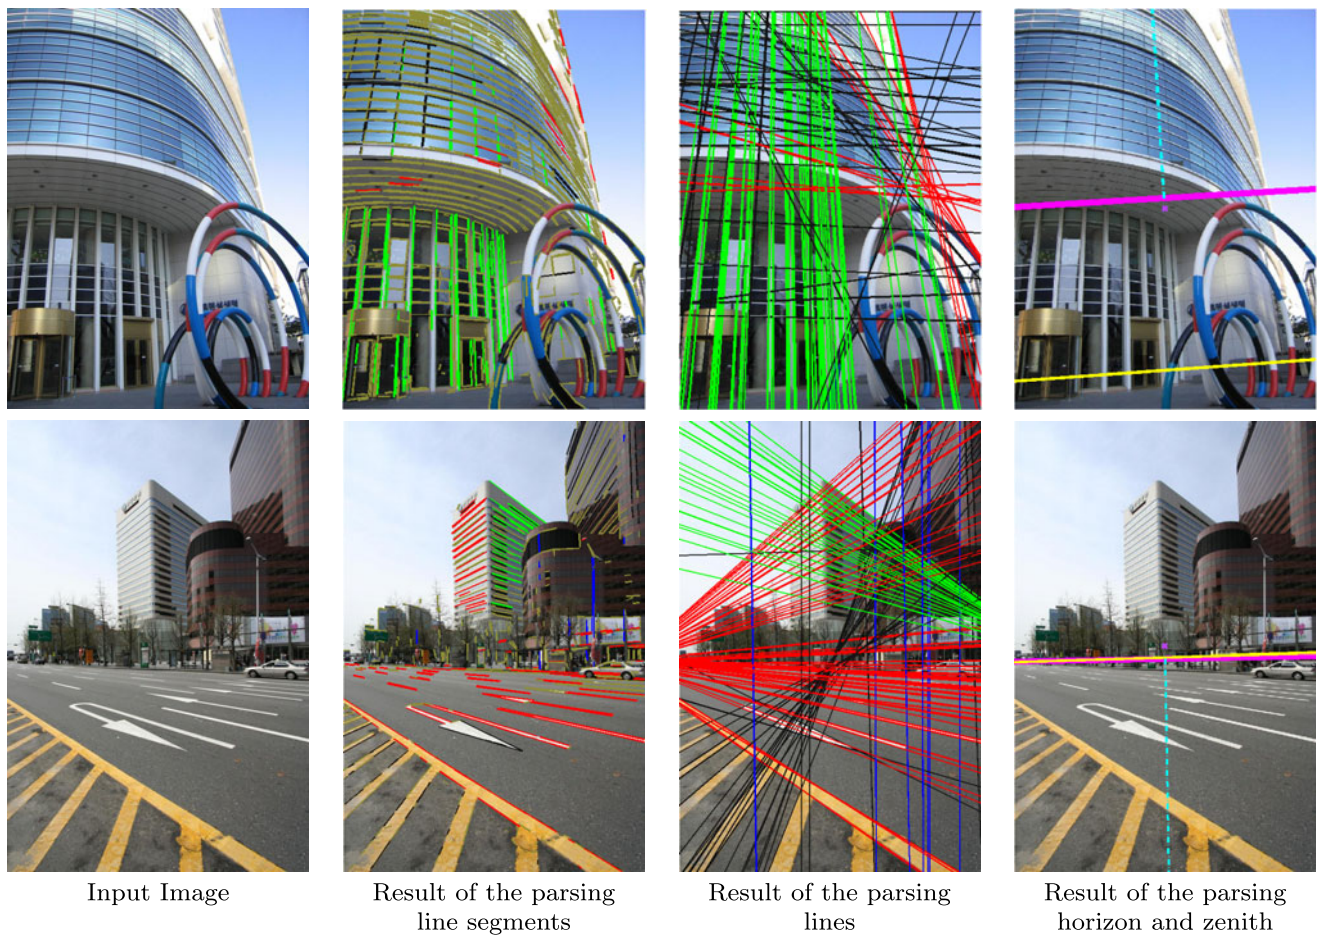 Input Image
Result of the parsing
line segments
Result of the parsing
lines
Result of the parsing
horizon and zenith